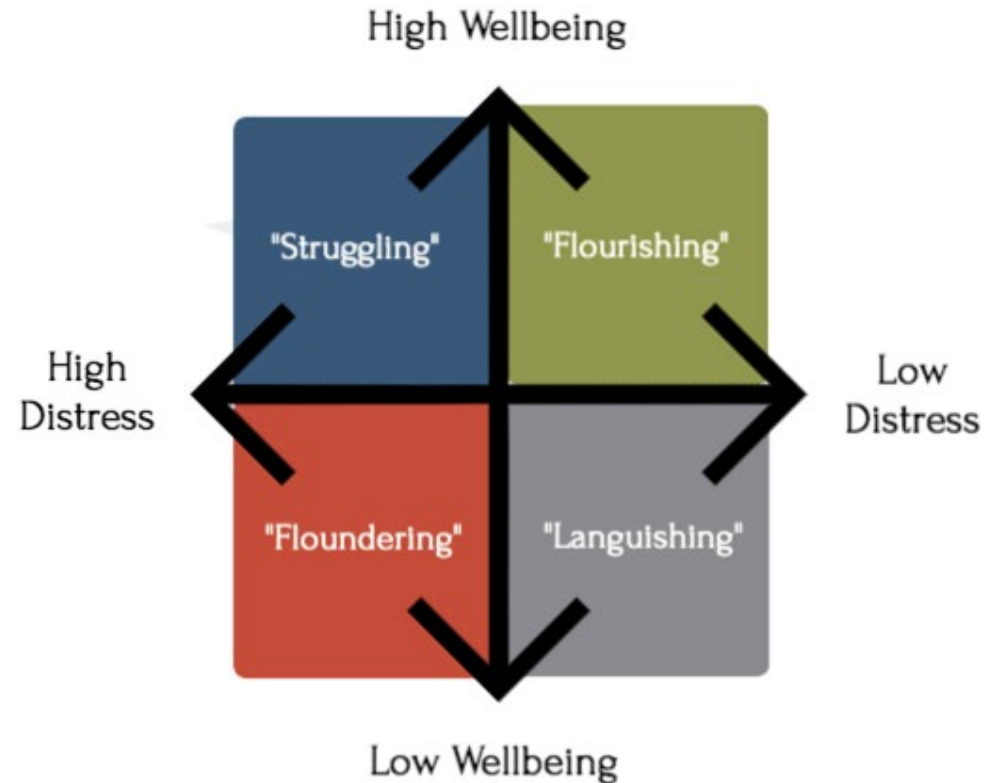 High Wellbeing
"Struggling"
"Flourishing"
High
Distress
Low
Distress
"Floundering"
"Languishing"
Low Wellbeing